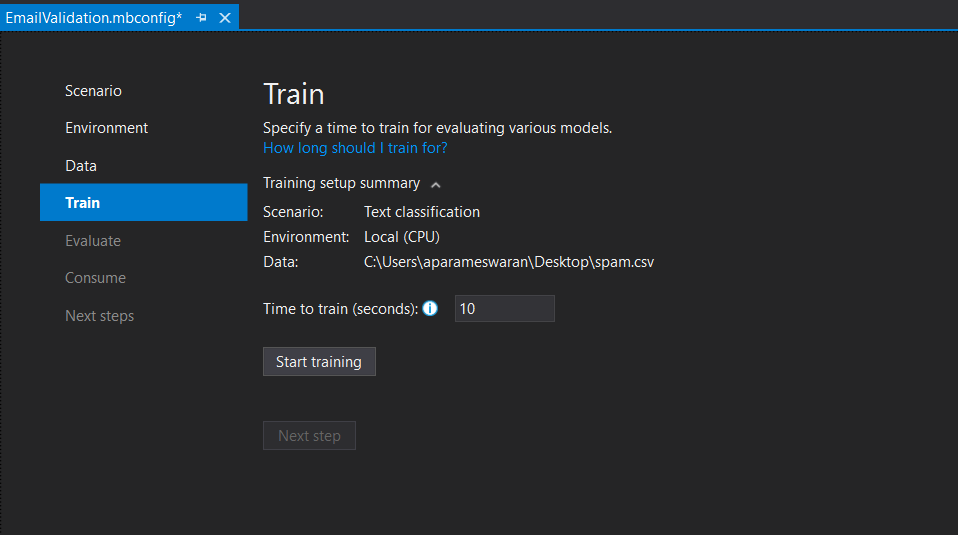 EmailValidation.mbconfig*
Scenario
Environment
Data
Train
Evaluate
Consume
Next steps
Train
Specify a time to train for evaluating various models.
How long should I train for?
Training setup summary
Scenario: Text classification
Environment: Local (CPU)
Data: C:\Users\aparameswaran\Desktop\spam.csv
Time to train (seconds): 10
Start training
Next step